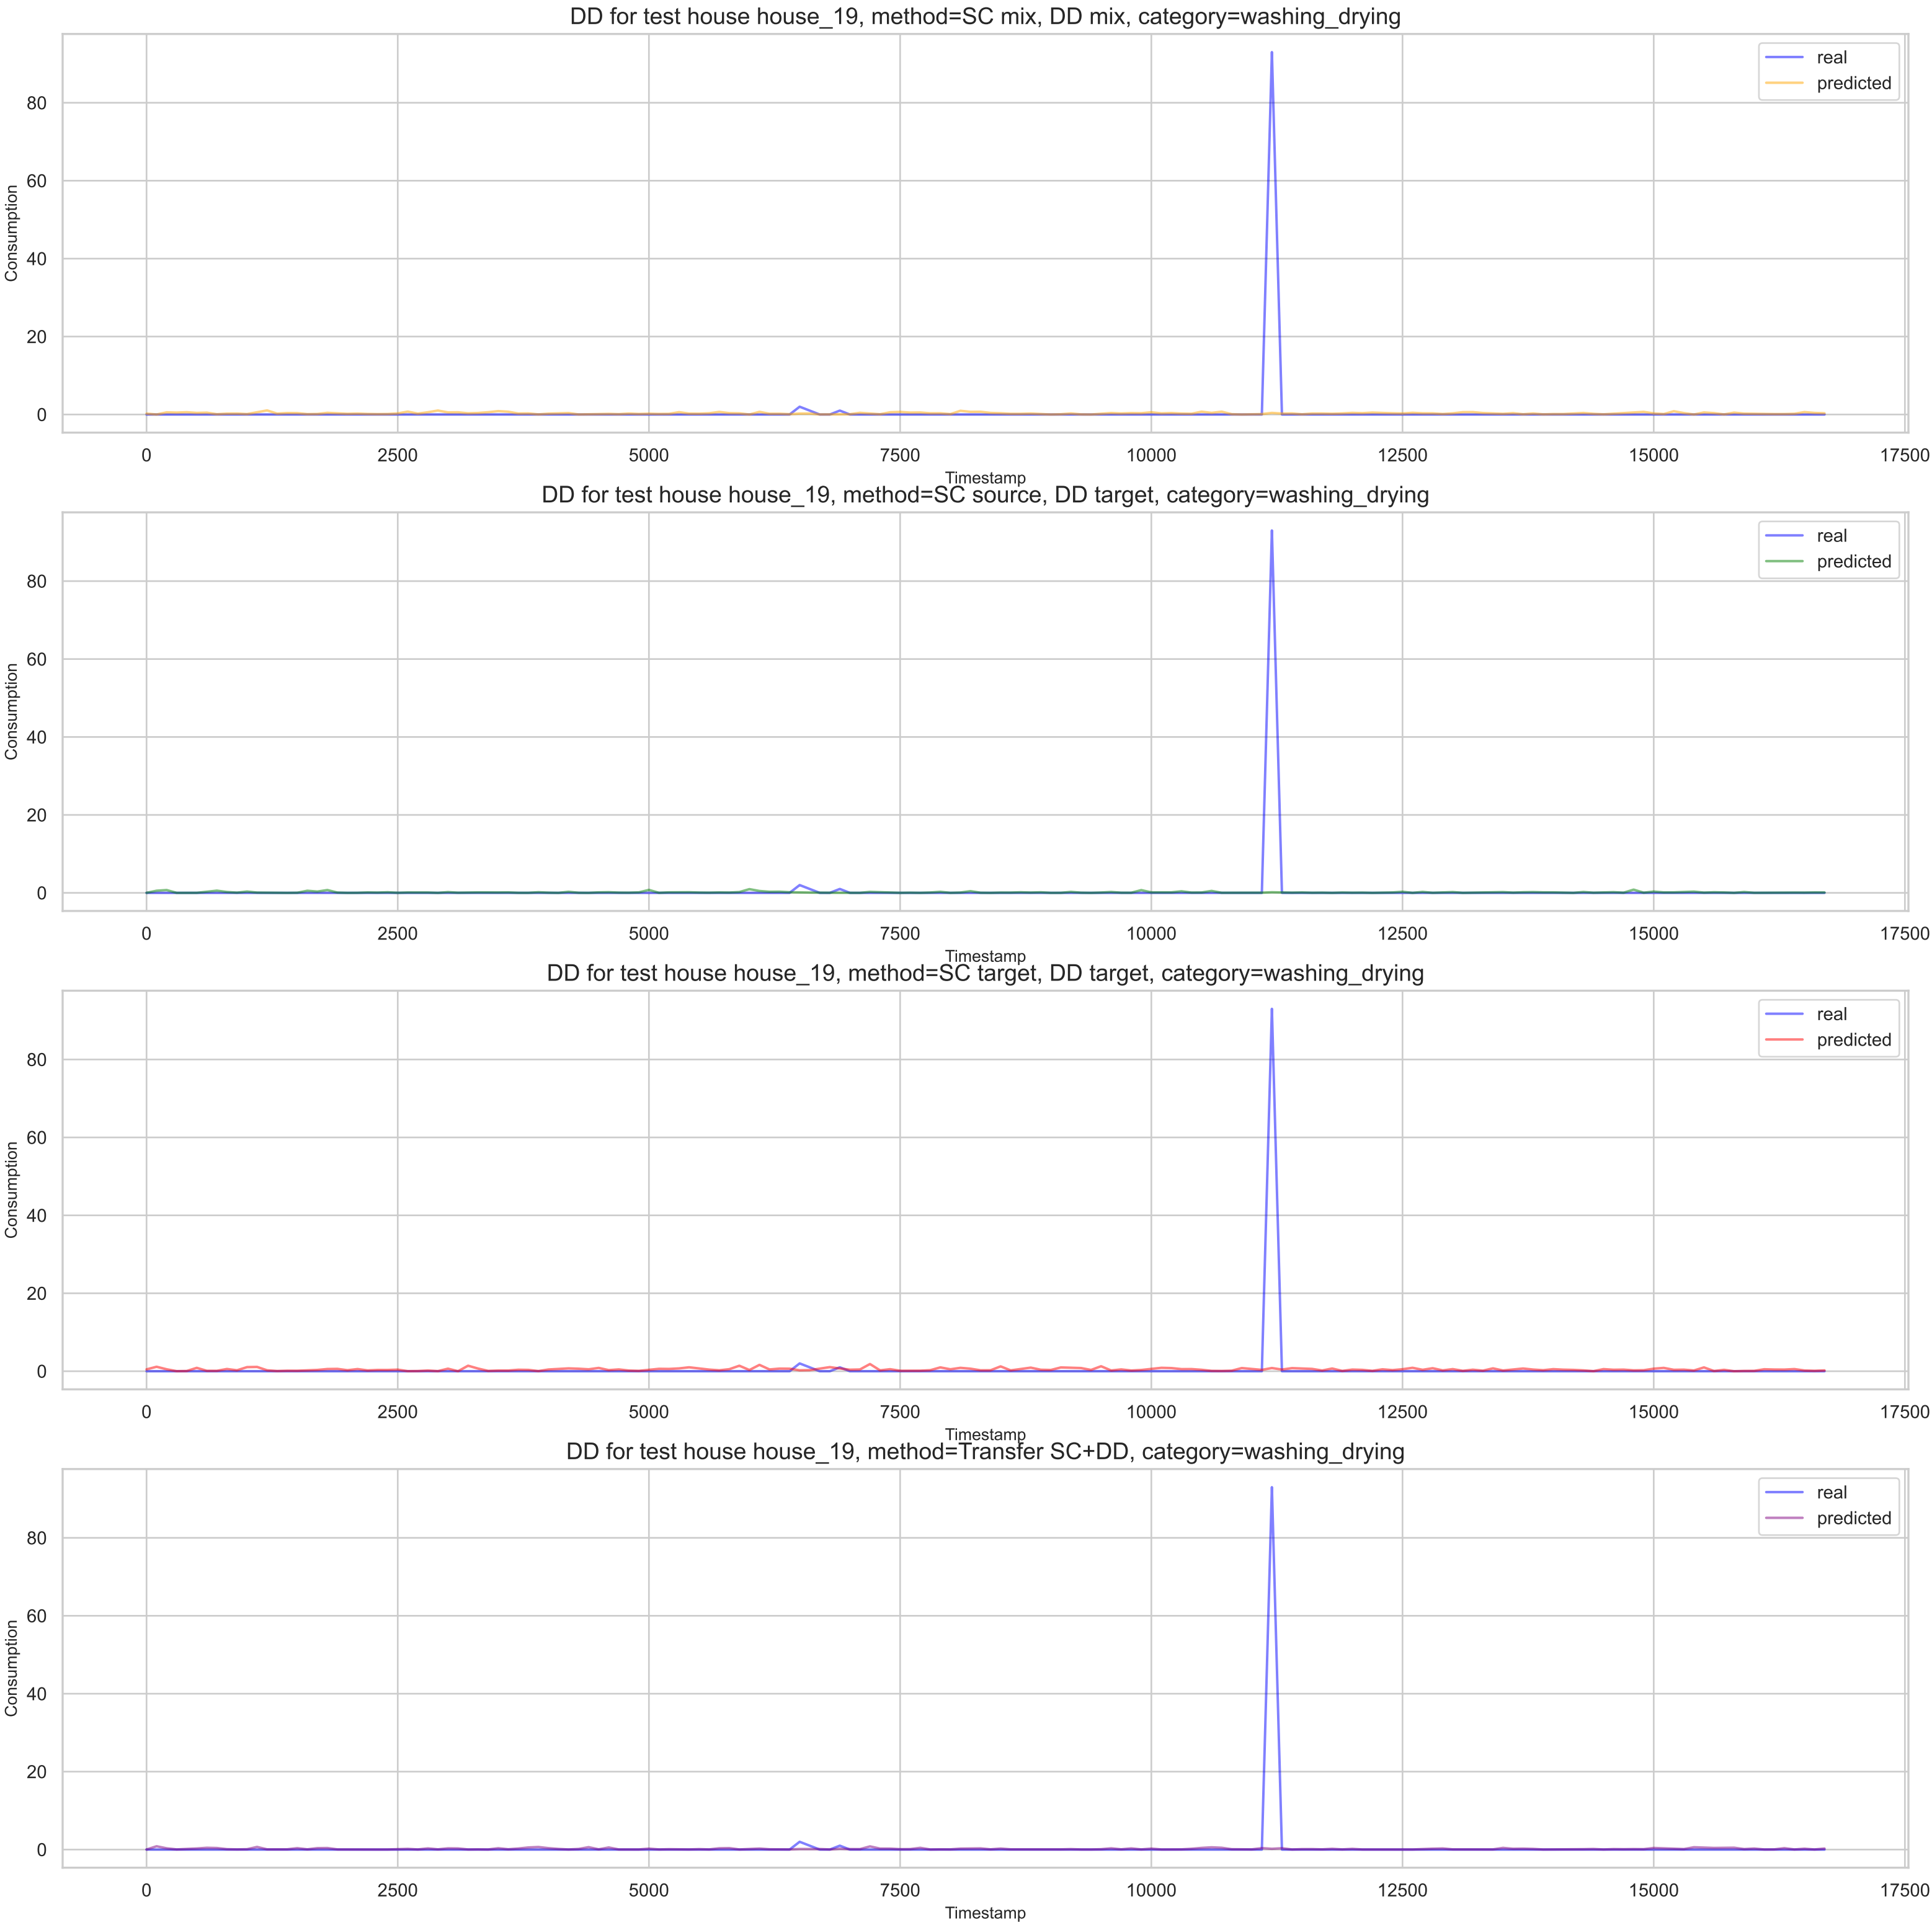 DD for test house house_19, method=SC mix, DD mix, category=washing_drying
real
predicted
80
60
40
20
0
Consumption
0 2500 5000 7500 10000 12500 15000 17500
Timestamp
DD for test house house_19, method=SC source, DD target, category=washing_drying
real
predicted
80
60
40
20
0
Consumption
0 2500 5000 7500 10000 12500 15000 17500
Timestamp
DD for test house house_19, method=SC target, DD target, category=washing_drying
real
predicted
80
60
40
20
0
Consumption
0 2500 5000 7500 10000 12500 15000 17500
Timestamp
DD for test house house_19, method=Transfer SC+DD, category=washing_drying
real
predicted
80
60
40
20
0
Consumption
0 2500 5000 7500 10000 12500 15000 17500
Timestamp